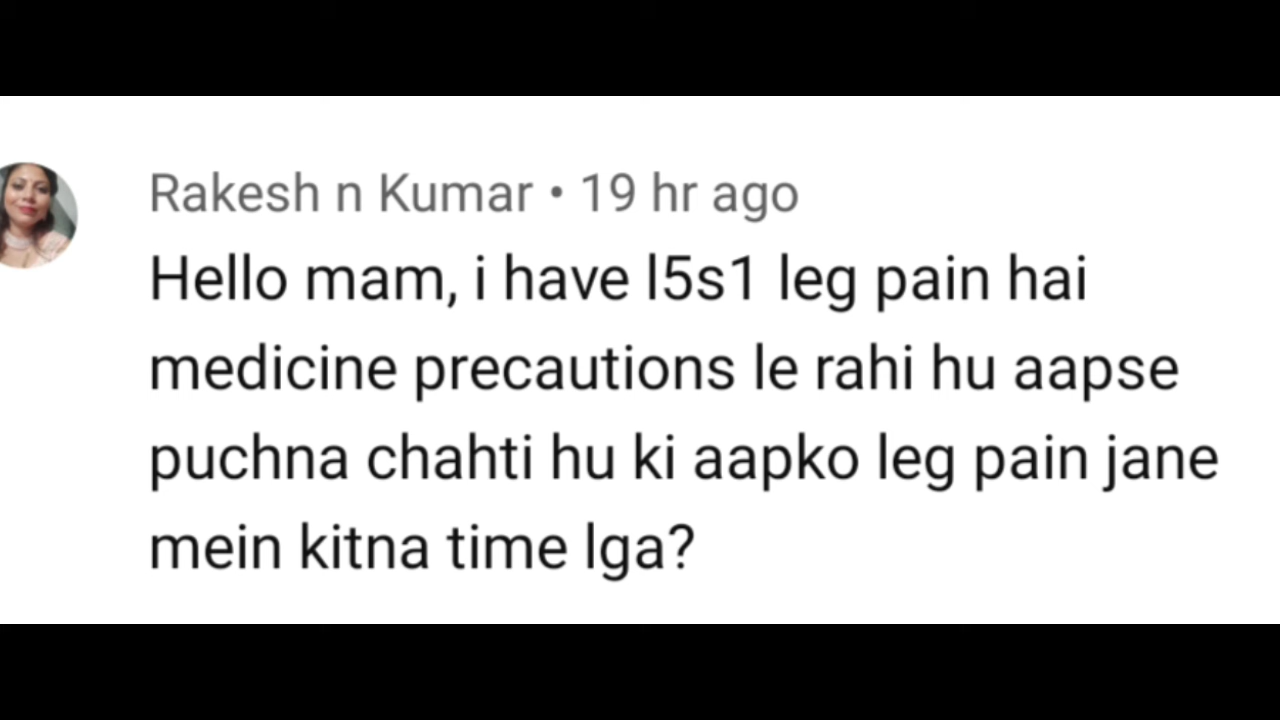 Rakesh n Kumar • 19 hr ago
Hello mam, i have l5s1 leg pain hai
medicine precautions le rahi hu aapse
puchna chahti hu ki aapko leg pain jane
mein kitna time lga?